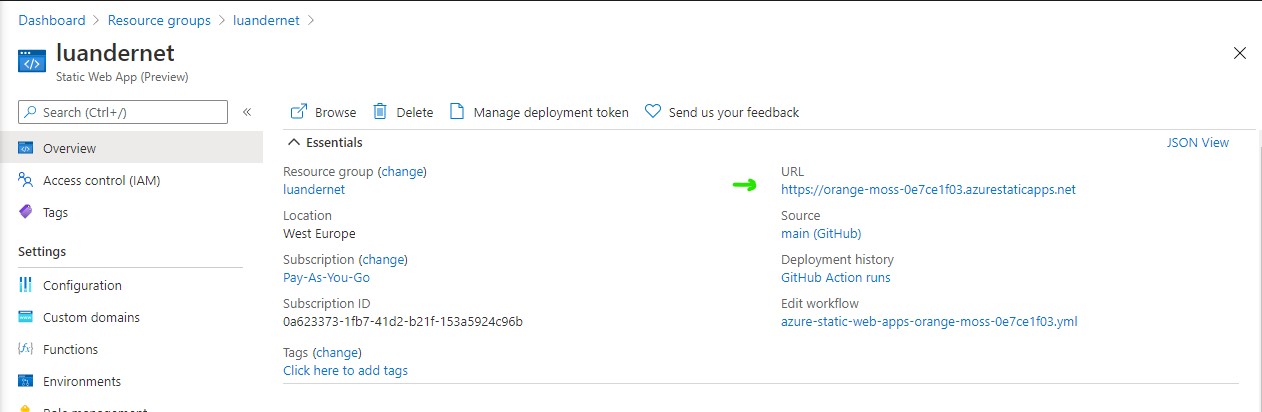 Dashboard > Resource groups > luandernet >
luandernet
Static Web App (Preview)
Search (Ctrl+/)
«
Overview
Access control (IAM)
Tags
Settings
Configuration
Custom domains
Functions
Environments
Role management
Browse
Delete
Manage deployment token
Send us your feedback
Essentials
JSON View
Resource group (change)
luandernet
Location
West Europe
Subscription (change)
Pay-As-You-Go
Subscription ID
0a623373-1fb7-41d2-b21f-153a5924c96b
Tags (change)
Click here to add tags
URL
https://orange-moss-0e7ce1f03.azurestaticapps.net
Source
main (GitHub)
Deployment history
GitHub Action runs
Edit workflow
azure-static-web-apps-orange-moss-0e7ce1f03.yml